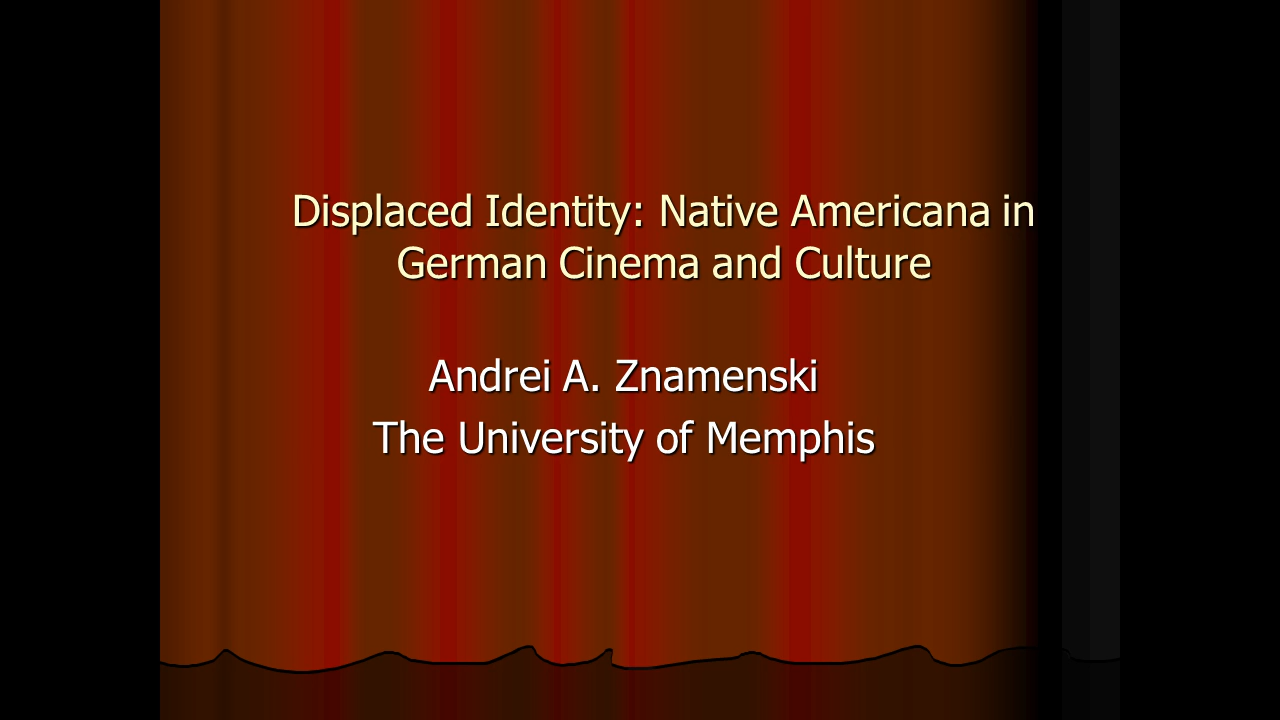 Displaced Identity: Native Americana in
German Cinema and Culture
Andrei A. Znamenski
The University of Memphis